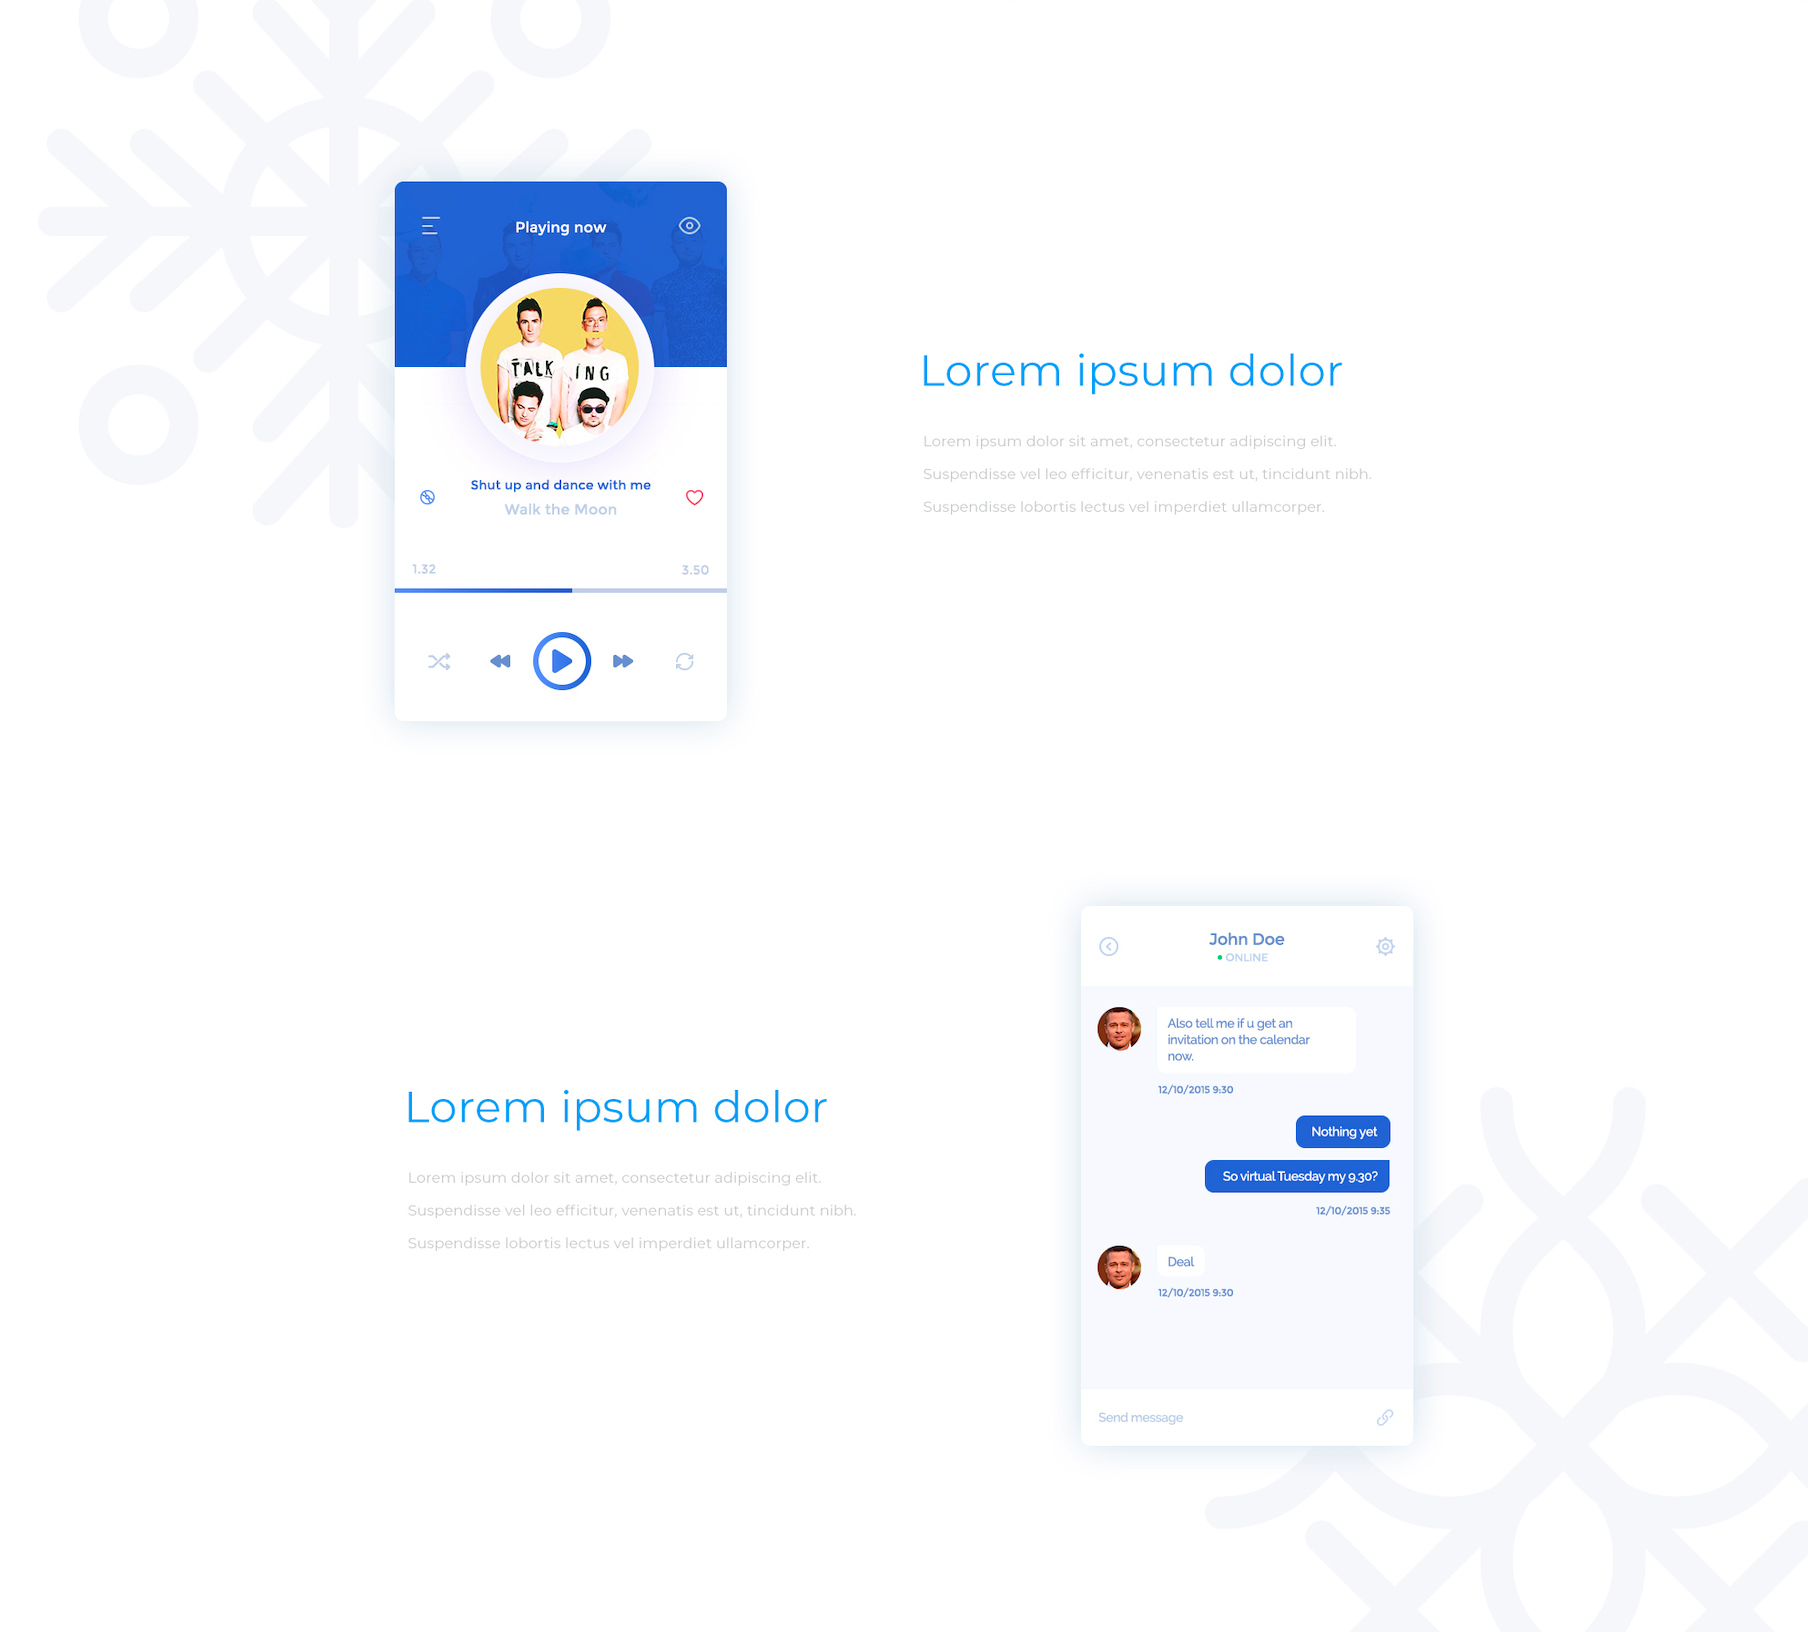 Playing now
TALK
ING
Shut up and dance with me
Walk the Moon
1.32
3.50
Lorem ipsum dolor
Lorem ipsum dolor sit amet, consectetur adipiscing elit.
Suspendisse vel leo efficitur, venenatis est ut, tincidunt nibh.
Suspendisse lobortis lectus vel imperdiet ullamcorper.
Lorem ipsum dolor
Lorem ipsum dolor sit amet, consectetur adipiscing elit.
Suspendisse vel leo efficitur, venenatis est ut, tincidunt nibh.
Suspendisse lobortis lectus vel imperdiet ullamcorper.
John Doe
ONLINE
Also tell me if u get an
invitation on the calendar
now.
12/10/2015 9:30
Nothing yet
So virtual Tuesday my 9.30?
12/10/2015 9:35
Deal
12/10/2015 9:30
Send message